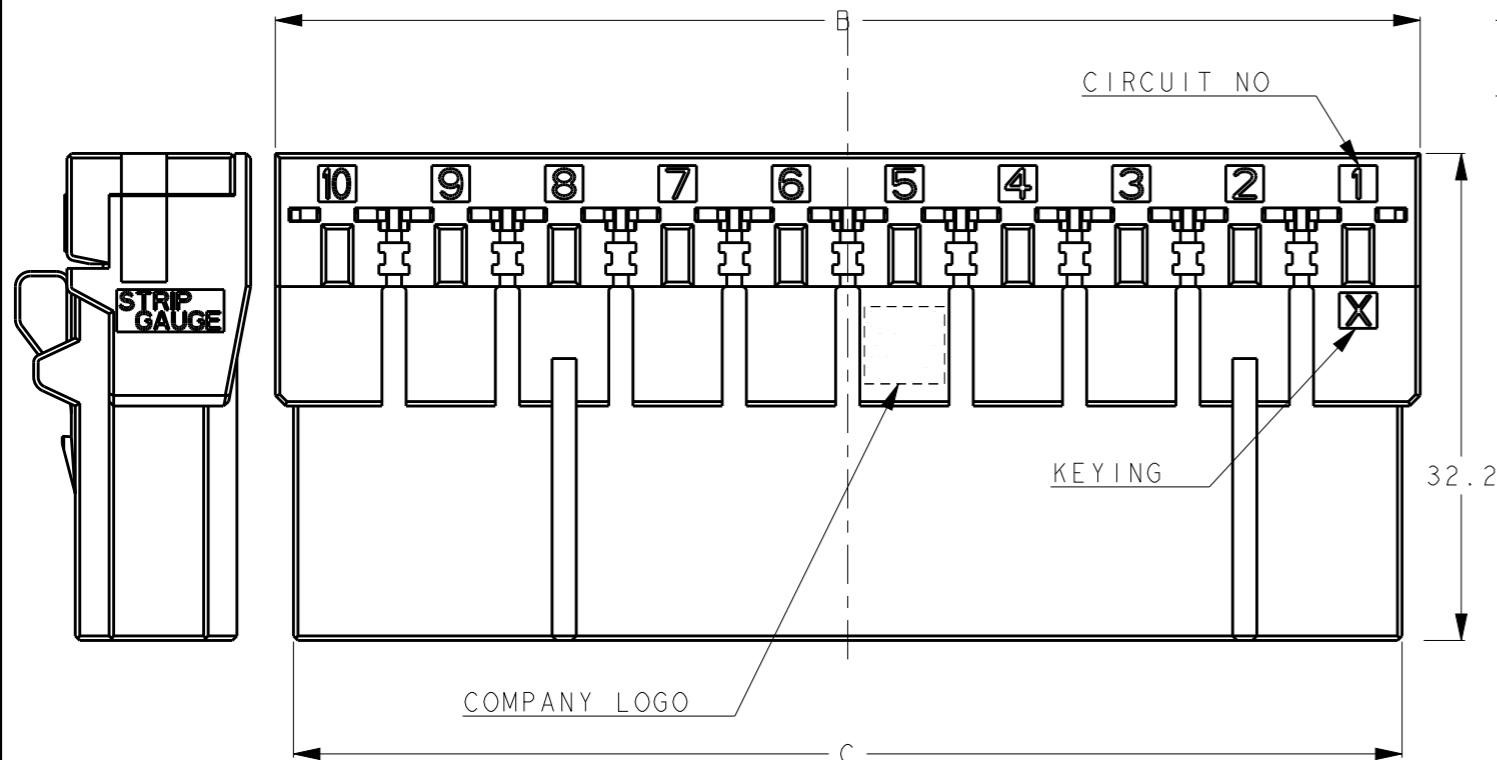 B
CIRCUIT NO
10 9 8 7 6 5 4 3 2 1
STRIP
GAUGE
X
KEYING
32.2
COMPANY LOGO
C